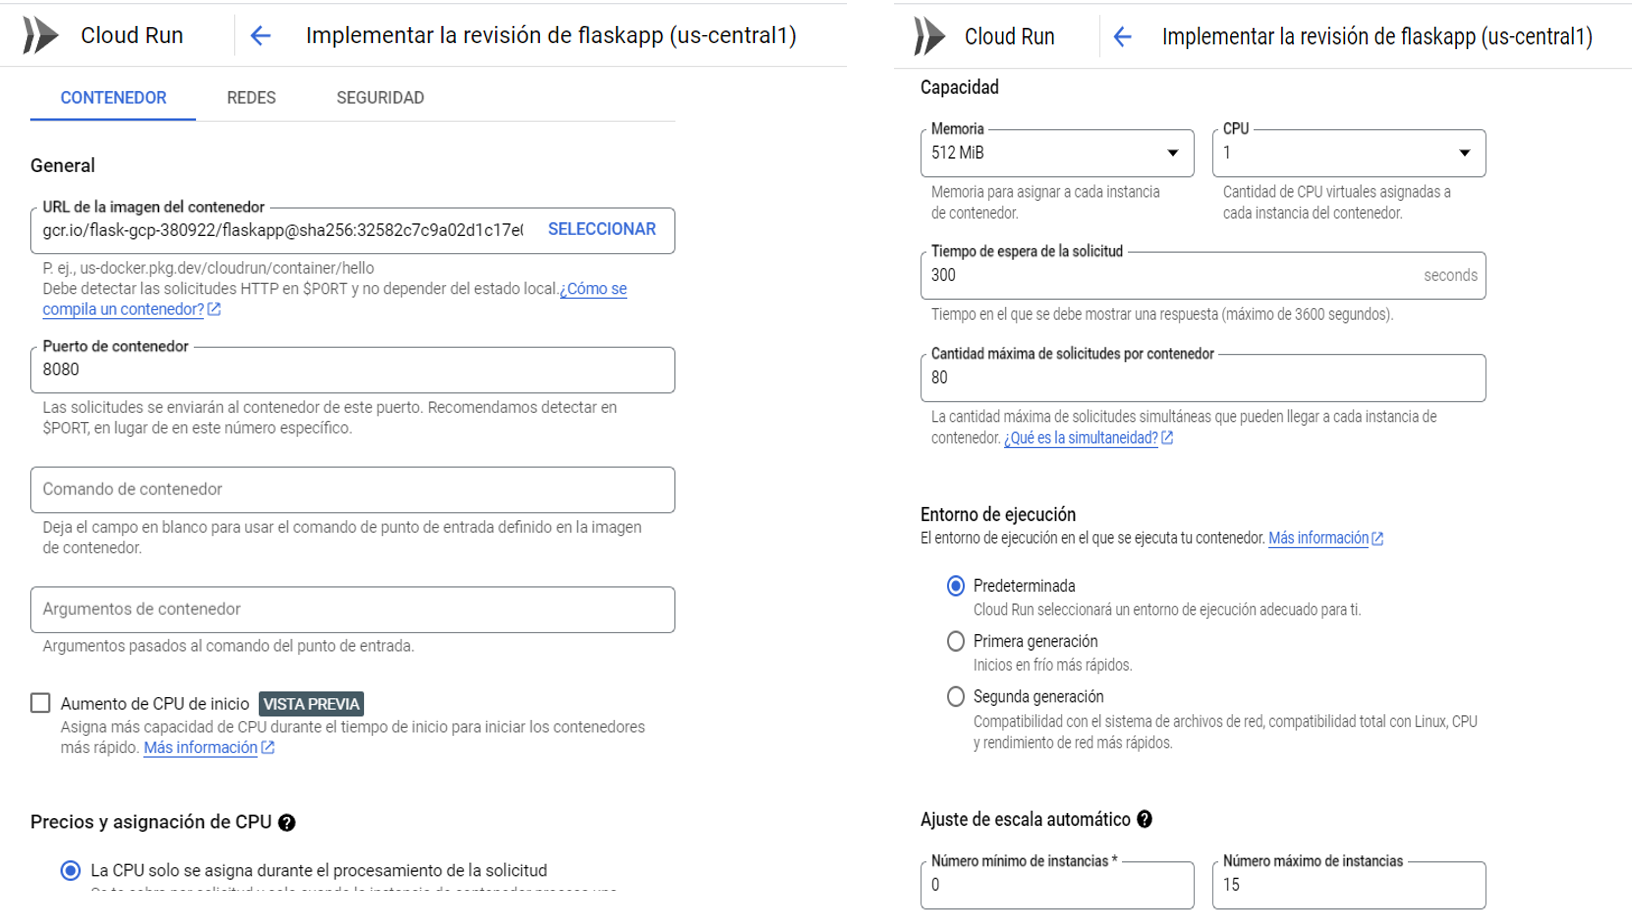 Cloud Run
Implementar la revisión de flaskapp (us-central1)
CONTENEDOR
REDES
SEGURIDAD
General
URL de la imagen del contenedor
gcr.io/flask-gcp-380922/flaskapp@sha256:32582c7c9a02d1c17e
SELECCIONAR
P. ej., us-docker.pkg.dev/cloudrun/container/hello
Debe detectar las solicitudes HTTP en $PORT y no depender del estado local.¿Cómo se
compila un contenedor?
Puerto de contenedor
8080
Las solicitudes se enviarán al contenedor de este puerto. Recomendamos detectar en
$PORT, en lugar de en este número específico.
Comando de contenedor
Deja el campo en blanco para usar el comando de punto de entrada definido en la imagen
de contenedor.
Argumentos de contenedor
Argumentos pasados al comando del punto de entrada.
Aumento de CPU de inicio VISTA PREVIA
Asigna más capacidad de CPU durante el tiempo de inicio para iniciar los contenedores
más rápido. Más información
Precios y asignación de CPU
La CPU solo se asigna durante el procesamiento de la solicitud
Cloud Run
Implementar la revisión de flaskapp (us-central1)
Capacidad
Memoria
512 MiB
Memoria para asignar a cada instancia
de contenedor.
CPU
1
Cantidad de CPU virtuales asignadas a
cada instancia del contenedor.
Tiempo de espera de la solicitud
300
seconds
Tiempo en el que se debe mostrar una respuesta (máximo de 3600 segundos).
Cantidad máxima de solicitudes por contenedor
80
La cantidad máxima de solicitudes simultáneas que pueden llegar a cada instancia de
contenedor. ¿Qué es la simultaneidad?
Entorno de ejecución
El entorno de ejecución en el que se ejecuta tu contenedor. Más información
Predeterminada
Cloud Run seleccionará un entorno de ejecución adecuado para ti.
Primera generación
Inicios en frío más rápidos.
Segunda generación
Compatibilidad con el sistema de archivos de red, compatibilidad total con Linux, CPU
y rendimiento de red más rápidos.
Ajuste de escala automático
Número mínimo de instancias *
0
Número máximo de instancias
15